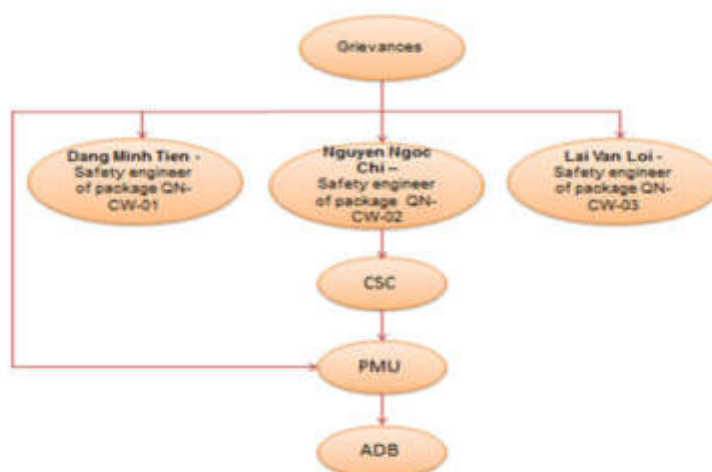 Grievances
Dang Minh Tien -
Safety engineer
of package QN-
CW-01
Nguyen Ngoc
Chi –
Safety engineer
of package QN-
CW-02
Lai Van Loi -
Safety engineer
of package QN-
CW-03
CSC
PMU
ADB